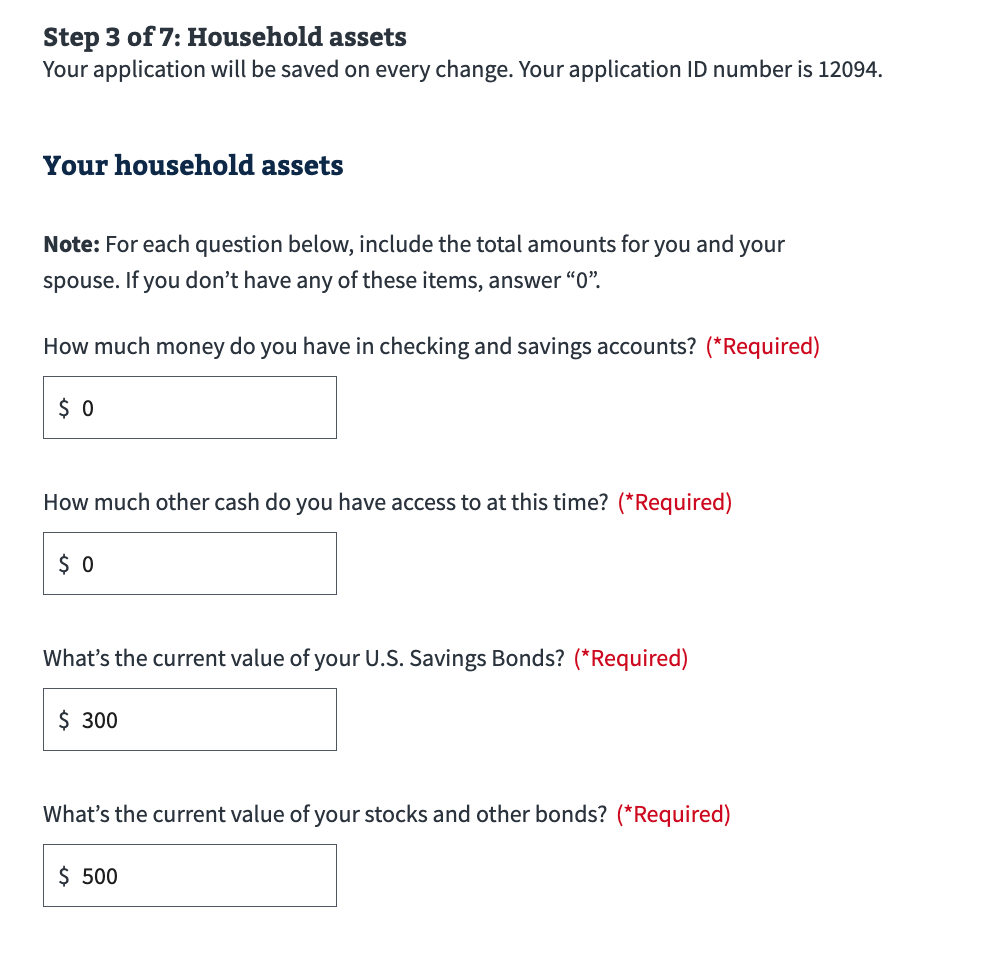 Step 3 of 7: Household assets
Your application will be saved on every change. Your application ID number is 12094.
Your household assets
Note: For each question below, include the total amounts for you and your
spouse. If you don’t have any of these items, answer “0”.
How much money do you have in checking and savings accounts? (*Required)
$ 0
How much other cash do you have access to at this time? (*Required)
$ 0
What’s the current value of your U.S. Savings Bonds? (*Required)
$ 300
What’s the current value of your stocks and other bonds? (*Required)
$ 500